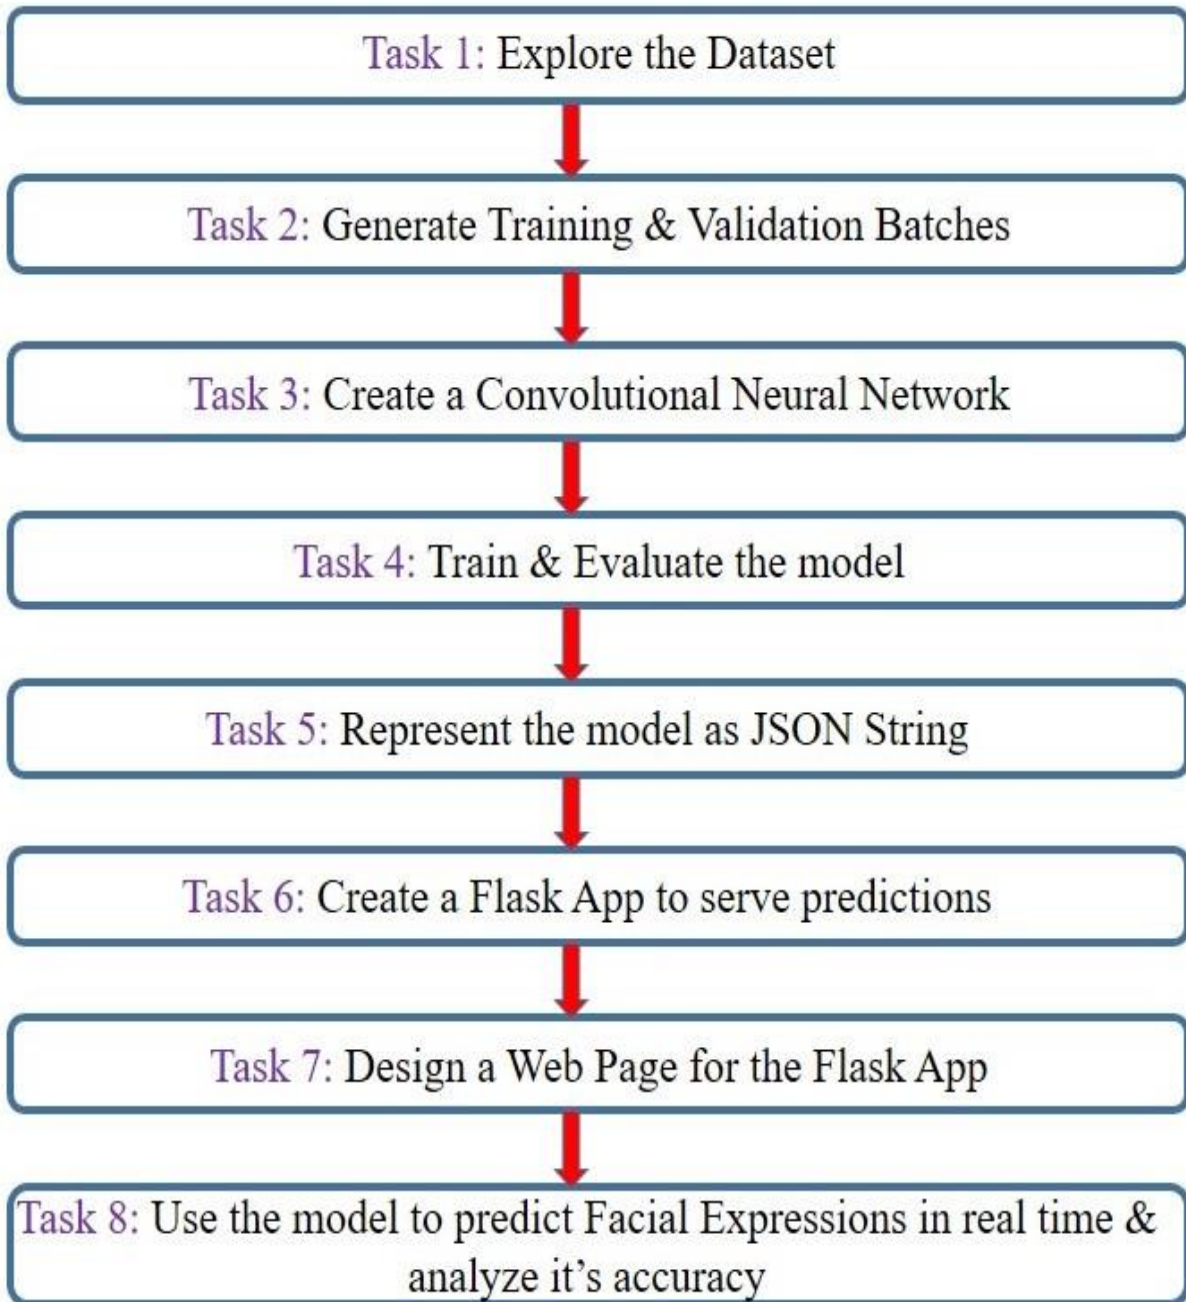 Task 1: Explore the Dataset
Task 2: Generate Training & Validation Batches
Task 3: Create a Convolutional Neural Network
Task 4: Train & Evaluate the model
Task 5: Represent the model as JSON String
Task 6: Create a Flask App to serve predictions
Task 7: Design a Web Page for the Flask App
Task 8: Use the model to predict Facial Expressions in real time &
analyze it’s accuracy